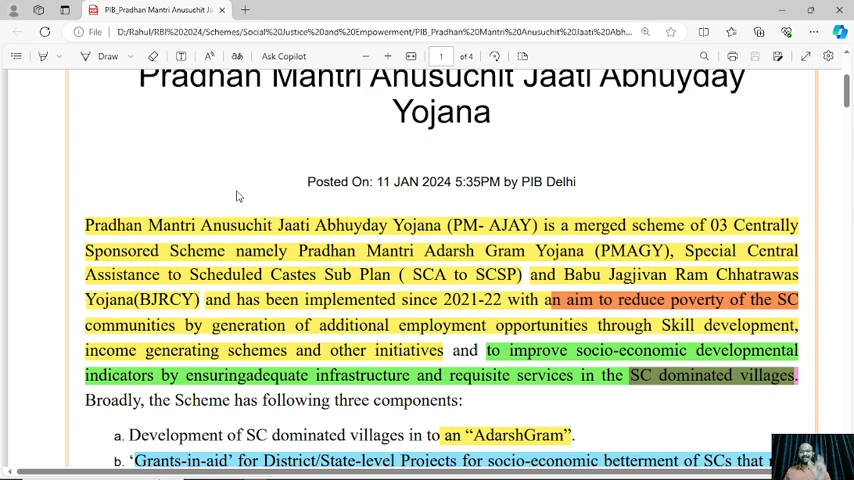 PIB_Pradhan Mantri Anusuchit Ja
File
D:/Rahul/RBI%202024/Schemes/Social%20Justice%20and%20Empowerment/PIB_Pradhan%20Mantri%20Anusuchit%20Jaati%20Abh...
Draw
Ask Copilot
1
of 4
Pradhan Mantri Anusuchit Jaati Abhuyday
Yojana
Posted On: 11 JAN 2024 5:35PM by PIB Delhi
Pradhan Mantri Anusuchit Jaati Abhuyday Yojana (PM- AJAY) is a merged scheme of 03 Centrally
Sponsored Scheme namely Pradhan Mantri Adarsh Gram Yojana (PMAGY), Special Central
Assistance to Scheduled Castes Sub Plan ( SCA to SCSP) and Babu Jagjivan Ram Chhatrawas
Yojana(BJRCY) and has been implemented since 2021-22 with an aim to reduce poverty of the SC
communities by generation of additional employment opportunities through Skill development,
income generating schemes and other initiatives and to improve socio-economic developmental
indicators by ensuringadequate infrastructure and requisite services in the SC dominated villages.
Broadly, the Scheme has following three components:
a. Development of SC dominated villages in to an “AdarshGram”.
b. ‘Grants-in-aid’ for District/State-level Projects for socio-economic betterment of SCs that